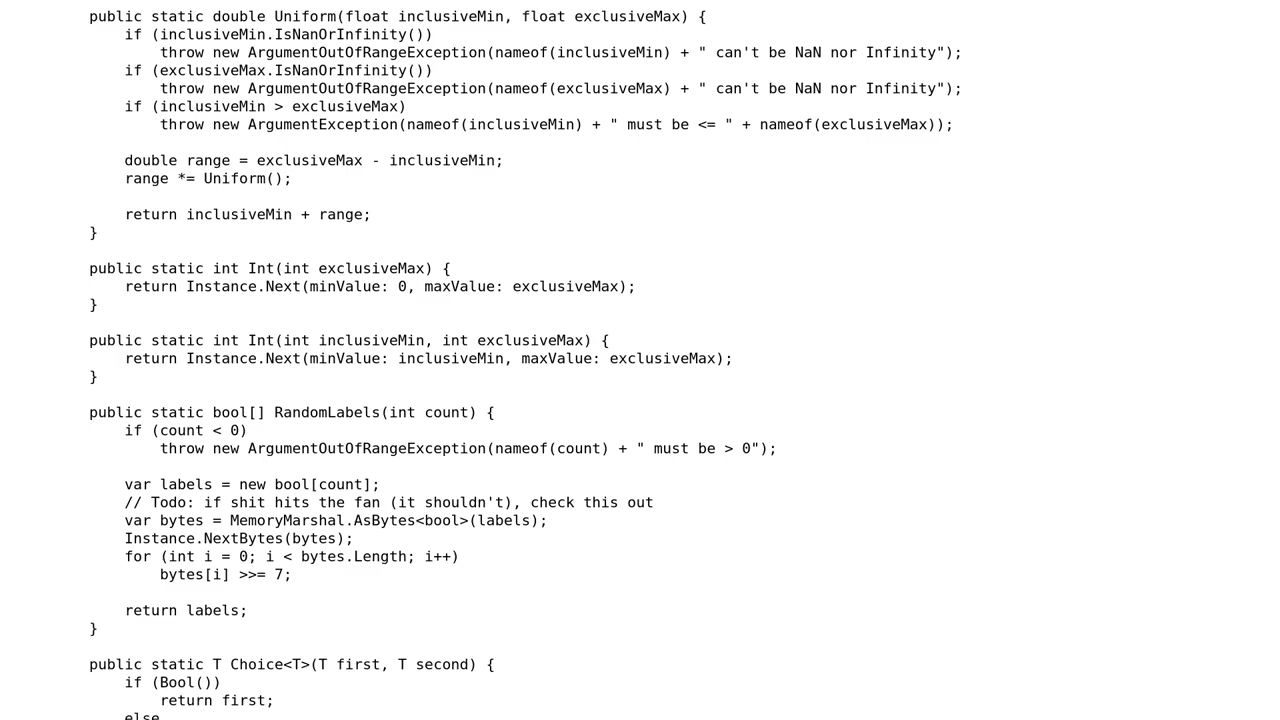 public static double Uniform(float inclusiveMin, float exclusiveMax) {
    if (inclusiveMin.IsNanOrInfinity())
        throw new ArgumentOutOfRangeException(nameof(inclusiveMin) + " can't be NaN nor Infinity");
    if (exclusiveMax.IsNanOrInfinity())
        throw new ArgumentOutOfRangeException(nameof(exclusiveMax) + " can't be NaN nor Infinity");
    if (inclusiveMin > exclusiveMax)
        throw new ArgumentException(nameof(inclusiveMin) + " must be <= " + nameof(exclusiveMax));

    double range = exclusiveMax - inclusiveMin;
    range *= Uniform();

    return inclusiveMin + range;
}

public static int Int(int exclusiveMax) {
    return Instance.Next(minValue: 0, maxValue: exclusiveMax);
}

public static int Int(int inclusiveMin, int exclusiveMax) {
    return Instance.Next(minValue: inclusiveMin, maxValue: exclusiveMax);
}

public static bool[] RandomLabels(int count) {
    if (count < 0)
        throw new ArgumentOutOfRangeException(nameof(count) + " must be > 0");

    var labels = new bool[count];
    // Todo: if shit hits the fan (it shouldn't), check this out
    var bytes = MemoryMarshal.AsBytes<bool>(labels);
    Instance.NextBytes(bytes);
    for (int i = 0; i < bytes.Length; i++)
        bytes[i] >>= 7;

    return labels;
}

public static T Choice<T>(T first, T second) {
    if (Bool())
        return first;
    else